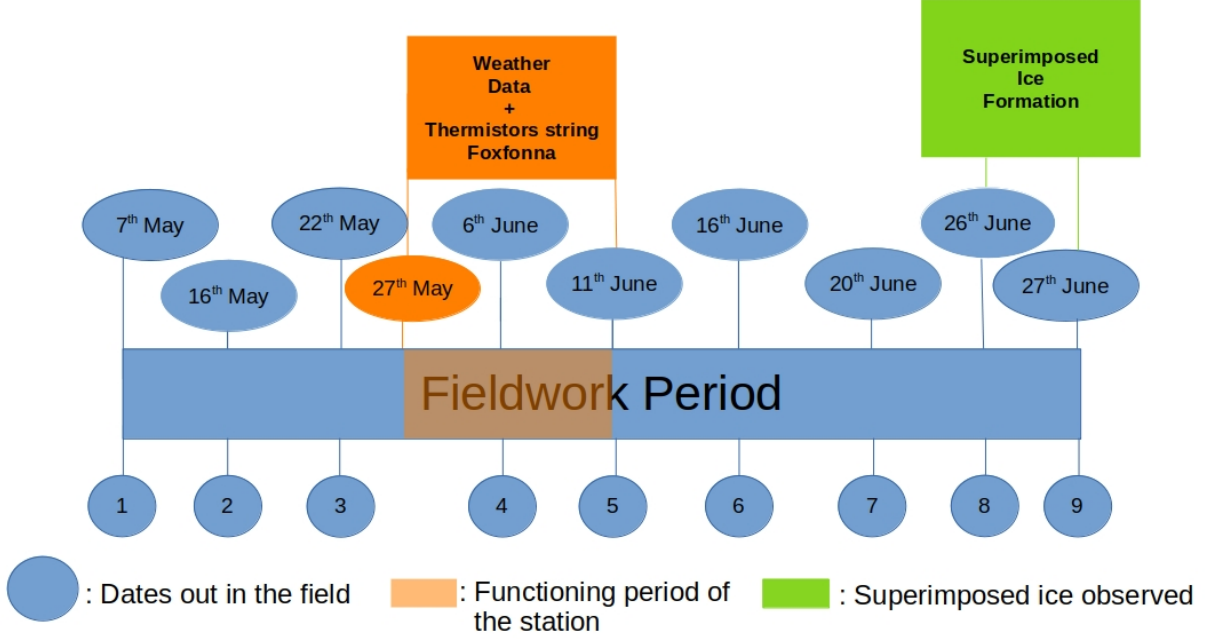 Weather
Data
+
Thermistors string
Foxfonna
Superimposed
Ice
Formation
7th May
22nd May
6th June
16th June
26th June
16th May
27th May
11th June
20th June
27th June
Fieldwork Period
1
2
3
4
5
6
7
8
9
: Dates out in the field
: Functioning period of
the station
: Superimposed ice observed